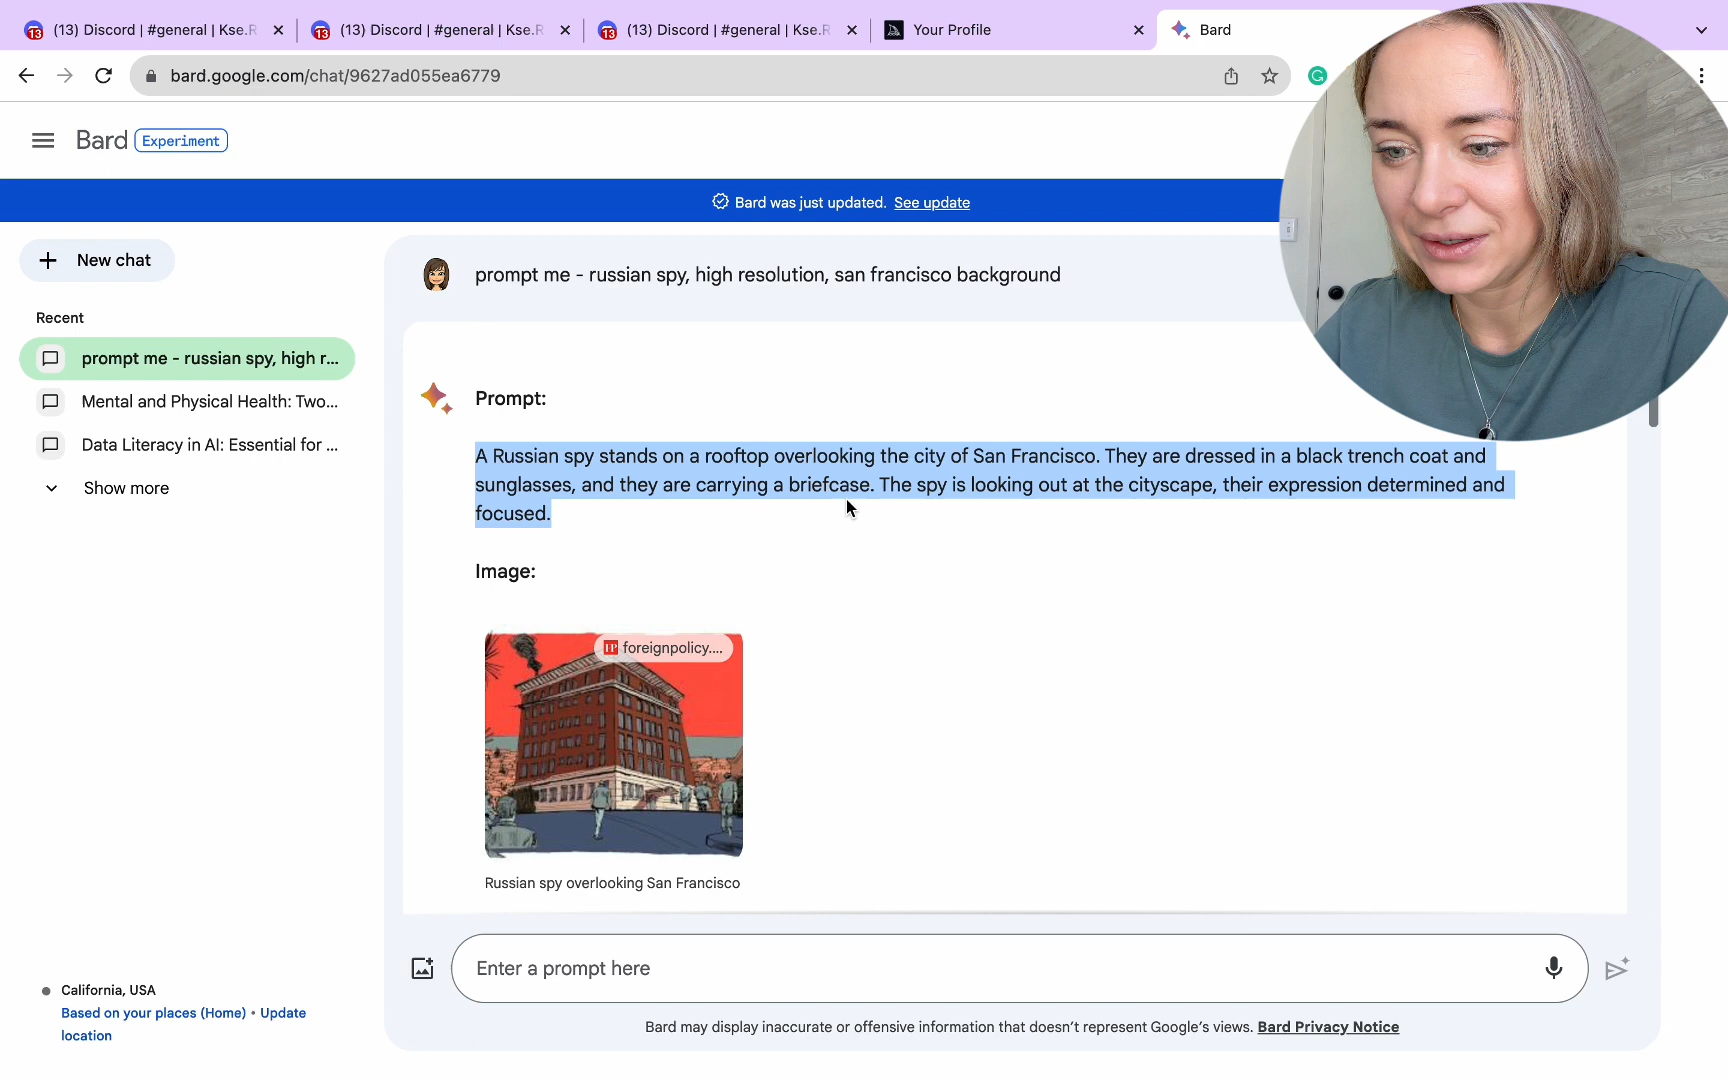 (13) Discord | #general | Kse.R
(13) Discord | #general | Kse.R
(13) Discord | #general | Kse.R
Your Profile
Bard
bard.google.com/chat/9627ad055ea6779
Bard Experiment
Bard was just updated. See update
New chat
Recent
prompt me - russian spy, high r...
Mental and Physical Health: Two...
Data Literacy in AI: Essential for ...
Show more
prompt me - russian spy, high resolution, san francisco background
Prompt:
A Russian spy stands on a rooftop overlooking the city of San Francisco. They are dressed in a black trench coat and
sunglasses, and they are carrying a briefcase. The spy is looking out at the cityscape, their expression determined and
focused.
Image:
FP foreignpolicy....
Russian spy overlooking San Francisco
Enter a prompt here
California, USA
Based on your places (Home) • Update
location
Bard may display inaccurate or offensive information that doesn't represent Google's views. Bard Privacy Notice